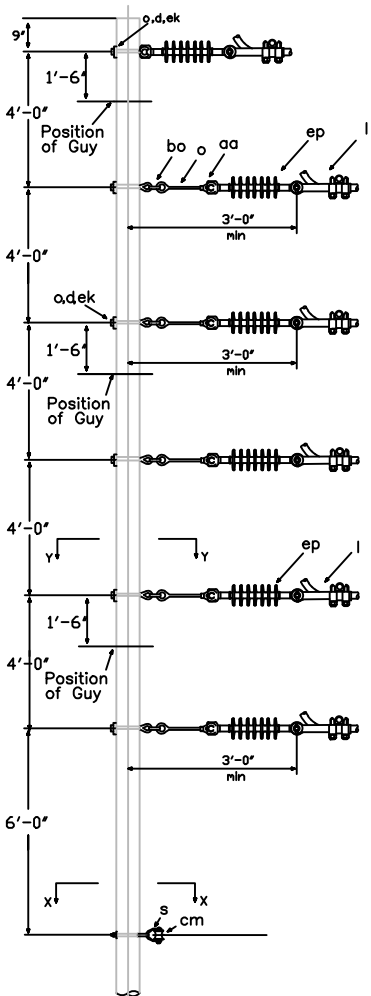 o,d,ek
9"
1'-6"
4'-0"
Position
of Guy
bo
o
aa
ep
l
3'-0"
min
4'-0"
o,d,ek
1'-6"
3'-0"
min
4'-0"
Position
of Guy
4'-0"
Y
Y
ep
l
1'-6"
4'-0"
Position
of Guy
3'-0"
min
6'-0"
X
X
s
cm